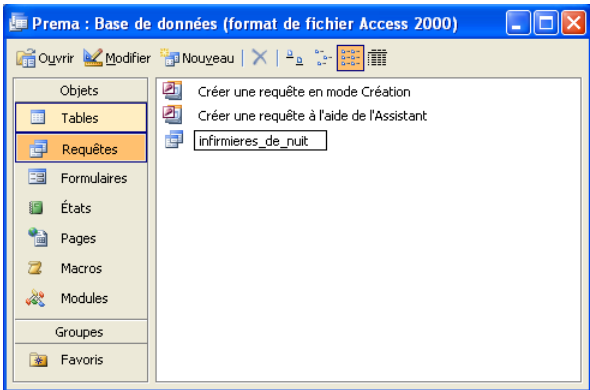 Prema : Base de données (format de fichier Access 2000)
Ouvrir Modifier Nouveau
Objets
Tables
Requêtes
Formulaires
États
Pages
Macros
Modules
Groupes
Favoris
Créer une requête en mode Création
Créer une requête à l'aide de l'Assistant
infirmieres_de_nuit